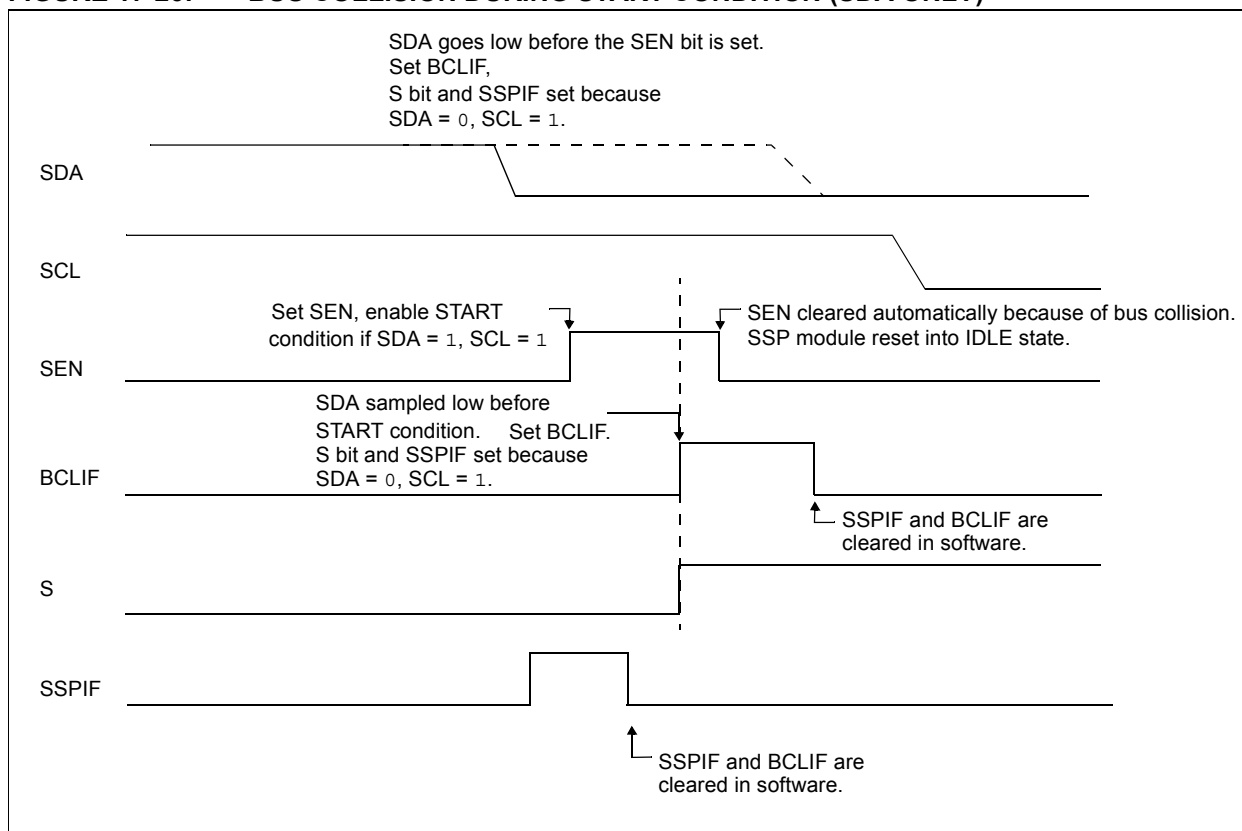 SDA goes low before the SEN bit is set.
Set BCLIF,
S bit and SSPIF set because
SDA = 0, SCL = 1.
SDA
SCL
Set SEN, enable START
condition if SDA = 1, SCL = 1
SEN cleared automatically because of bus collision.
SSP module reset into IDLE state.
SEN
SDA sampled low before
START condition. Set BCLIF.
S bit and SSPIF set because
SDA = 0, SCL = 1.
BCLIF
SSPIF and BCLIF are
cleared in software.
S
SSPIF
SSPIF and BCLIF are
cleared in software.